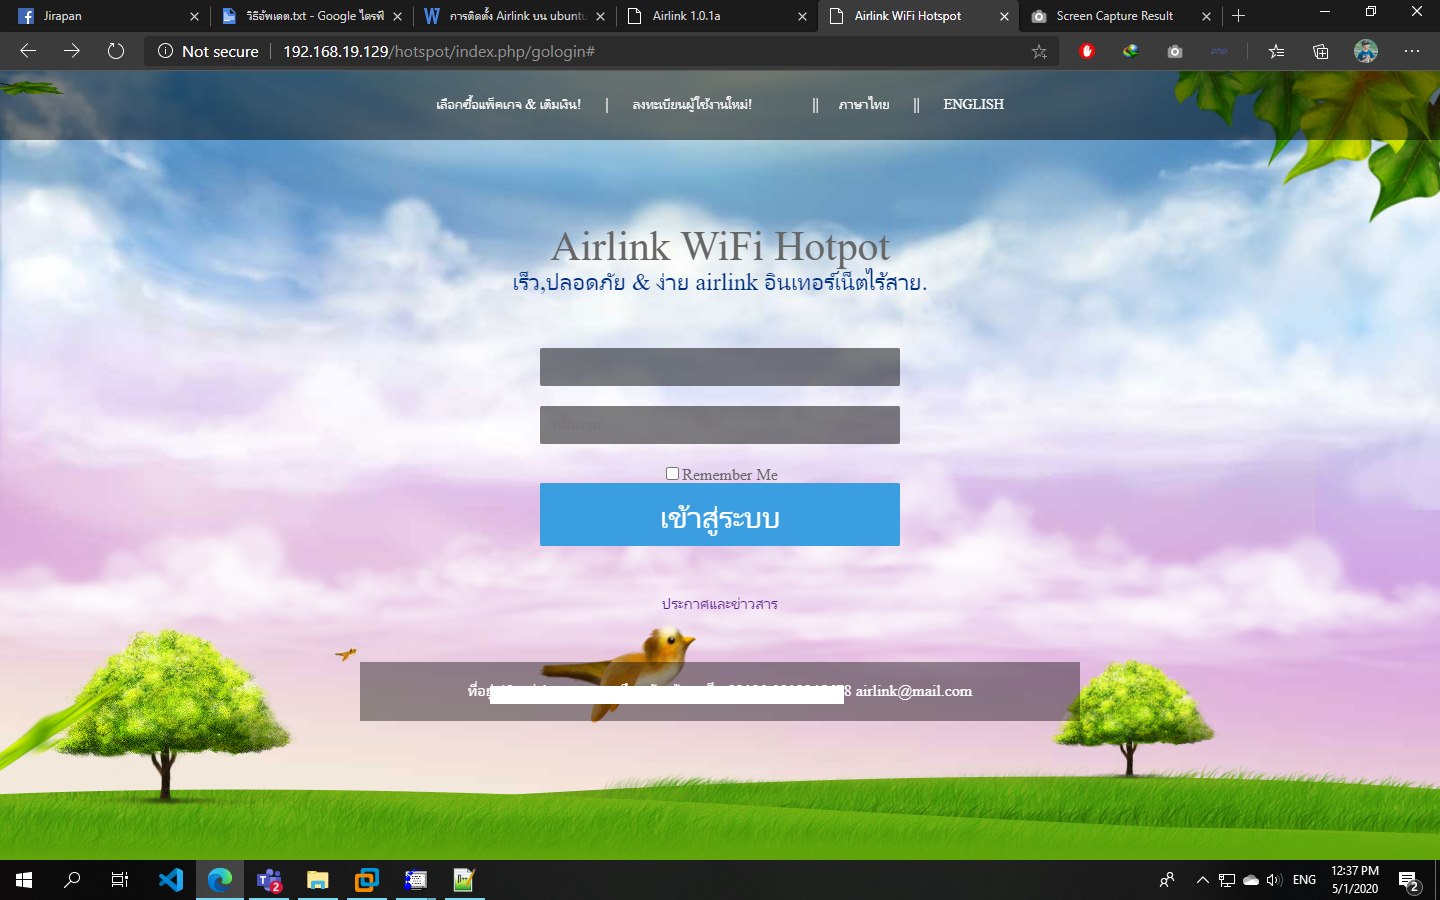 Jirapan
วิธีอัพเดต.txt - Google ไดรฟ์
การติดตั้ง Airlink บน ubuntu
Airlink 1.0.1a
Airlink WiFi Hotspot
Screen Capture Result
Not secure
192.168.19.129/hotspot/index.php/gologin#
php
เลือกซื้อแพ็คเกจ & เติมเงิน! | ลงทะเบียนผู้ใช้งานใหม่! || ภาษาไทย || ENGLISH
Airlink WiFi Hotpot
เร็ว,ปลอดภัย & ง่าย airlink อินเทอร์เน็ตไร้สาย.
รหัสผ่าน
Remember Me
เข้าสู่ระบบ
ประกาศและข่าวสาร
airlink@mail.com
2
ENG
12:37 PM
5/1/2020
2